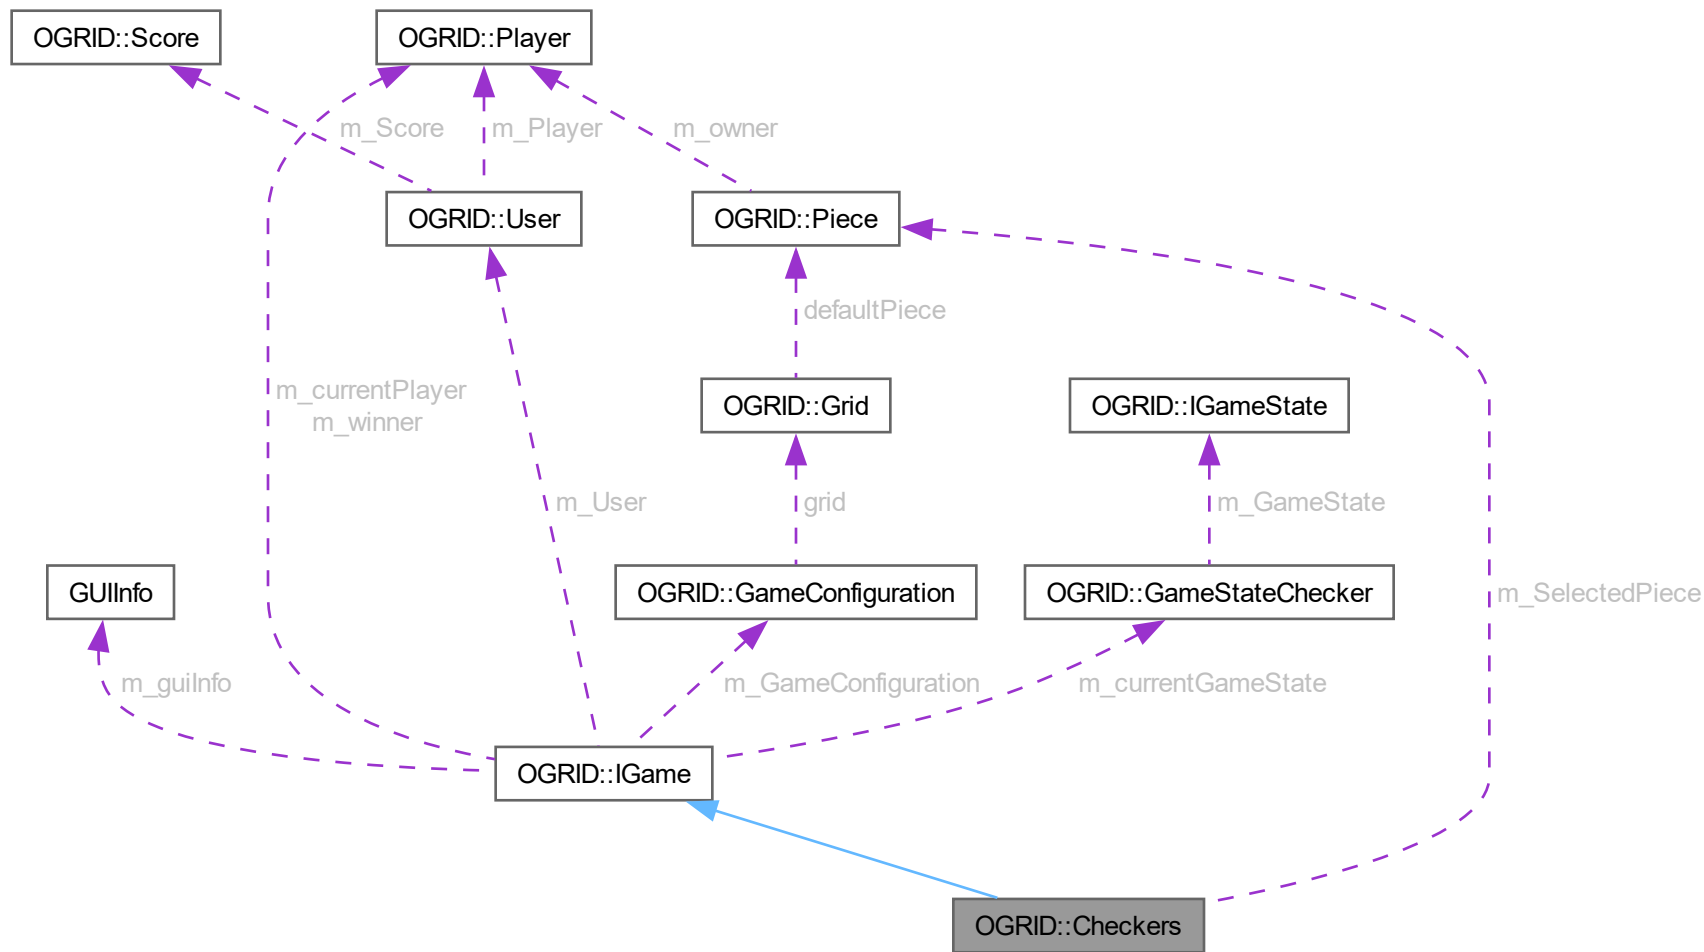 OGRID::Score
OGRID::Player
m_Score
m_Player
m_owner
OGRID::User
OGRID::Piece
defaultPiece
m_currentPlayer
m_winner
OGRID::Grid
OGRID::IGameState
m_User
grid
m_GameState
GUIInfo
OGRID::GameConfiguration
OGRID::GameStateChecker
m_SelectedPiece
m_guiInfo
m_GameConfiguration
m_currentGameState
OGRID::IGame
OGRID::Checkers